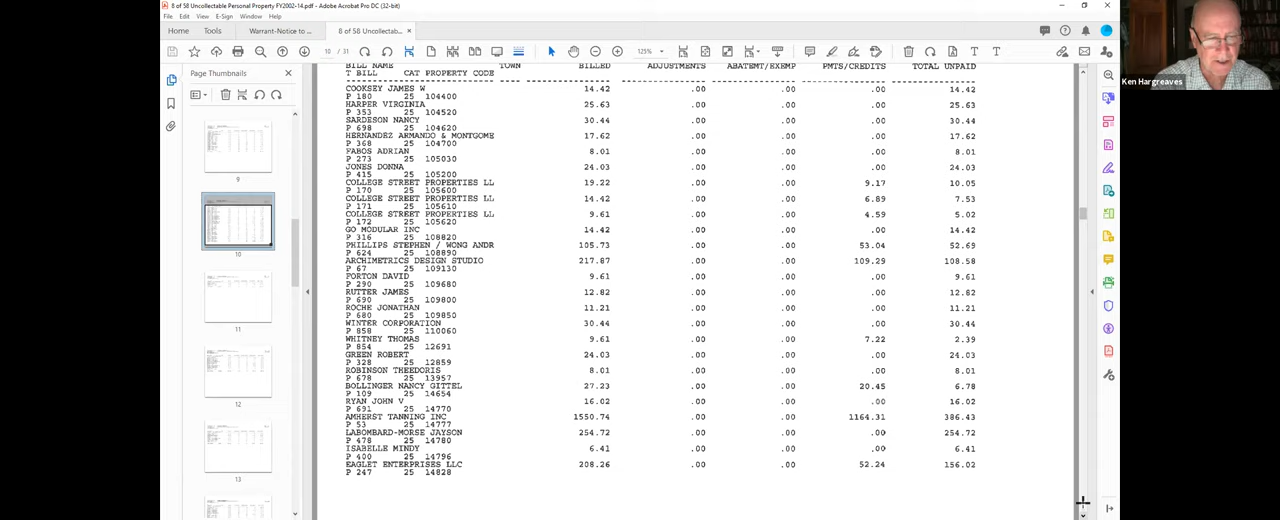 8 of 58 Uncollectable Personal Property FY2002-14.pdf - Adobe Acrobat Pro DC (32-bit)
File Edit View E-Sign Window Help
Home Tools Warrant-Notice to ... 8 of 58 Uncollectab... ×
10 / 31 125%
Page Thumbnails
9
10
11
12
13
BILL NAME TOWN BILLED ADJUSTMENTS ABATEMT/EXEMP PMTS/CREDITS TOTAL UNPAID
T BILL CAT PROPERTY CODE
COOKSEY JAMES W 14.42 .00 .00 .00 14.42
P 180 25 104400
HARPER VIRGINIA 25.63 .00 .00 .00 25.63
P 353 25 104520
SARDESON NANCY 30.44 .00 .00 .00 30.44
P 698 25 104620
HERNANDEZ ARMANDO & MONTGOME 17.62 .00 .00 .00 17.62
P 368 25 104700
FABOS ADRIAN 8.01 .00 .00 .00 8.01
P 273 25 105030
JONES DONNA 24.03 .00 .00 .00 24.03
P 415 25 105200
COLLEGE STREET PROPERTIES LL 19.22 .00 .00 9.17 10.05
P 170 25 105600
COLLEGE STREET PROPERTIES LL 14.42 .00 .00 6.89 7.53
P 171 25 105610
COLLEGE STREET PROPERTIES LL 9.61 .00 .00 4.59 5.02
P 172 25 105620
GO MODULAR INC 14.42 .00 .00 .00 14.42
P 316 25 108820
PHILLIPS STEPHEN / WONG ANDR 105.73 .00 .00 53.04 52.69
P 624 25 108890
ARCHIMETRICS DESIGN STUDIO 217.87 .00 .00 109.29 108.58
P 67 25 109130
FORTON DAVID 9.61 .00 .00 .00 9.61
P 290 25 109680
RUTTER JAMES 12.82 .00 .00 .00 12.82
P 690 25 109800
ROCHE JONATHAN 11.21 .00 .00 .00 11.21
P 680 25 109850
WINTER CORPORATION 30.44 .00 .00 .00 30.44
P 858 25 110060
WHITNEY THOMAS 9.61 .00 .00 7.22 2.39
P 854 25 12691
GREEN ROBERT 24.03 .00 .00 .00 24.03
P 328 25 12859
ROBINSON THEEDORIS 8.01 .00 .00 .00 8.01
P 678 25 13957
BOLLINGER NANCY GITTEL 27.23 .00 .00 20.45 6.78
P 109 25 14654
RYAN JOHN V 16.02 .00 .00 .00 16.02
P 691 25 14770
AMHERST TANNING INC 1550.74 .00 .00 1164.31 386.43
P 53 25 14777
LABOMBARD-MORSE JAYSON 254.72 .00 .00 .00 254.72
P 478 25 14780
ISABELLE MINDY 6.41 .00 .00 .00 6.41
P 400 25 14796
EAGLET ENTERPRISES LLC 208.26 .00 .00 52.24 156.02
P 247 25 14828
Ken Hargreaves